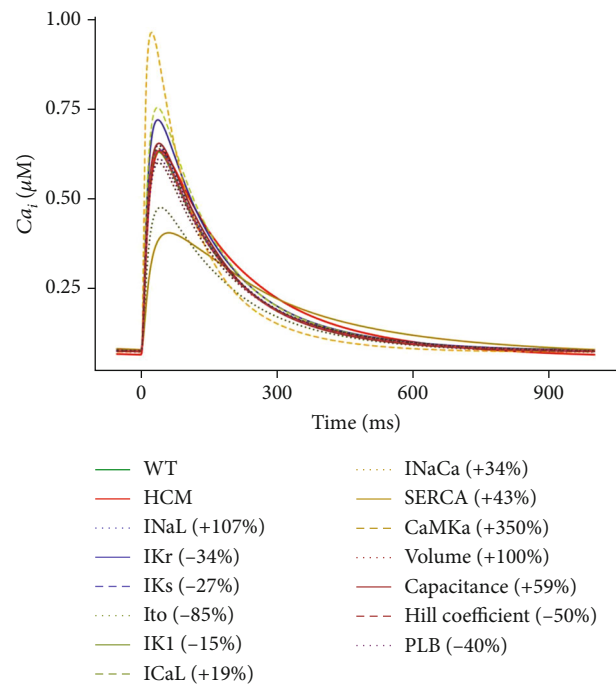 1.00
0.75
0.50
0.25
Ca_i (μM)
0
300
600
900
Time (ms)
WT
HCM
INaL (+107%)
IKr (–34%)
IKs (–27%)
Ito (–85%)
IK1 (–15%)
ICaL (+19%)
INaCa (+34%)
SERCA (+43%)
CaMKa (+350%)
Volume (+100%)
Capacitance (+59%)
Hill coefficient (–50%)
PLB (–40%)